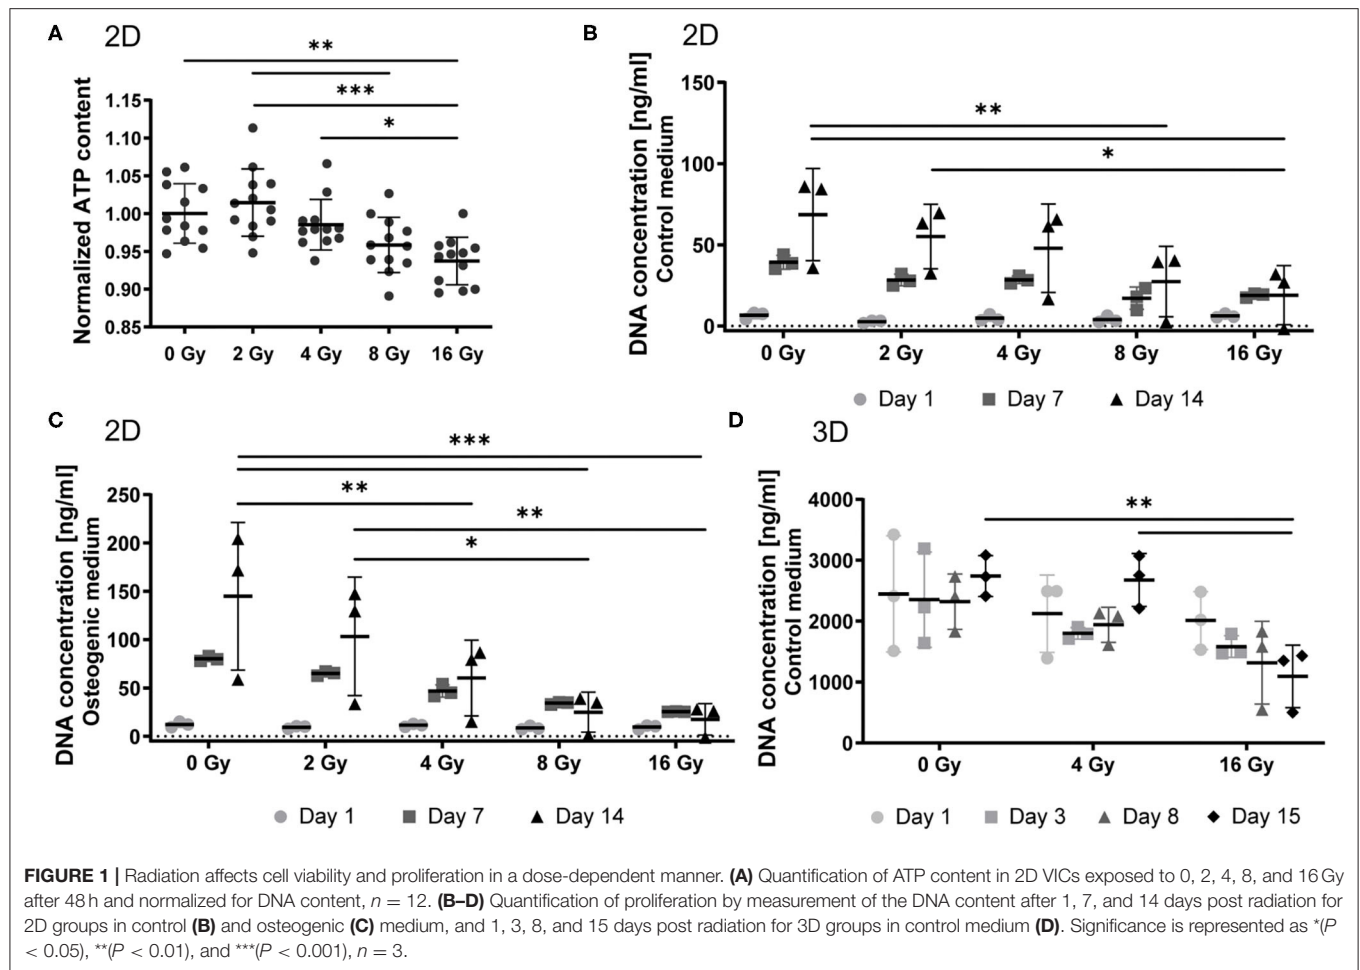 A 2D
**
***
*
Normalized ATP content
1.15
1.10
1.05
1.00
0.95
0.90
0.85
0 Gy 2 Gy 4 Gy 8 Gy 16 Gy
B 2D
**
*
DNA concentration [ng/ml]
Control medium
150
100
50
0
0 Gy 2 Gy 4 Gy 8 Gy 16 Gy
Day 1 Day 7 Day 14
C 2D
***
**
**
*
DNA concentration [ng/ml]
Osteogenic medium
250
200
150
100
50
0
0 Gy 2 Gy 4 Gy 8 Gy 16 Gy
Day 1 Day 7 Day 14
D 3D
**
DNA concentration [ng/ml]
Control medium
4000
3000
2000
1000
0
0 Gy 4 Gy 16 Gy
Day 1 Day 3 Day 8 Day 15
FIGURE 1 | Radiation affects cell viability and proliferation in a dose-dependent manner. (A) Quantification of ATP content in 2D VICs exposed to 0, 2, 4, 8, and 16 Gy
after 48 h and normalized for DNA content, n = 12. (B–D) Quantification of proliferation by measurement of the DNA content after 1, 7, and 14 days post radiation for
2D groups in control (B) and osteogenic (C) medium, and 1, 3, 8, and 15 days post radiation for 3D groups in control medium (D). Significance is represented as *(P
< 0.05), **(P < 0.01), and ***(P < 0.001), n = 3.